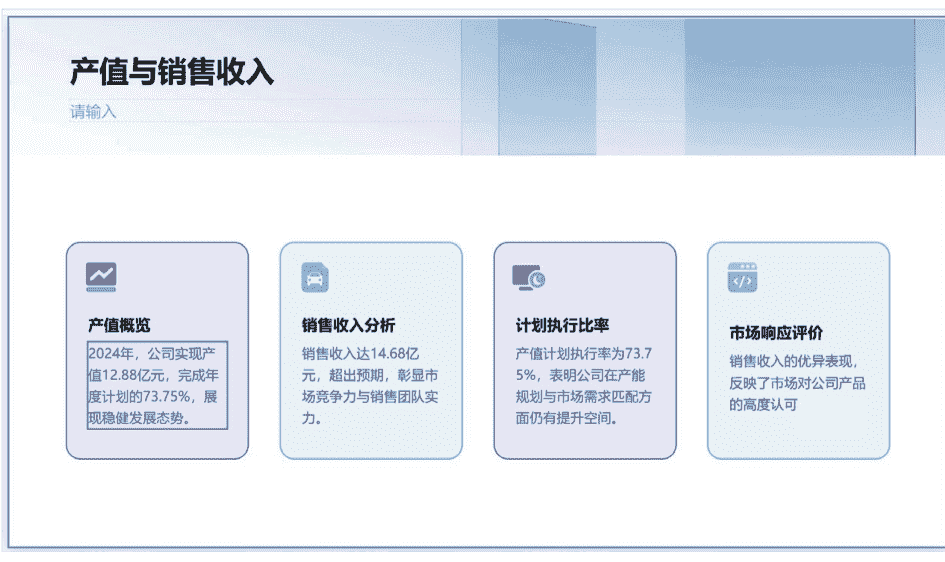 产值与销售收入
请输入
产值概览
2024年，公司实现产
值12.88亿元，完成年
度计划的73.75%，展
现稳健发展态势。
销售收入分析
销售收入达14.68亿
元，超出预期，彰显市
场竞争力与销售团队实
力。
计划执行比率
产值计划执行率为73.7
5%，表明公司在产能
规划与市场需求匹配方
面仍有提升空间。
市场响应评价
销售收入的优异表现，
反映了市场对公司产品
的高度认可